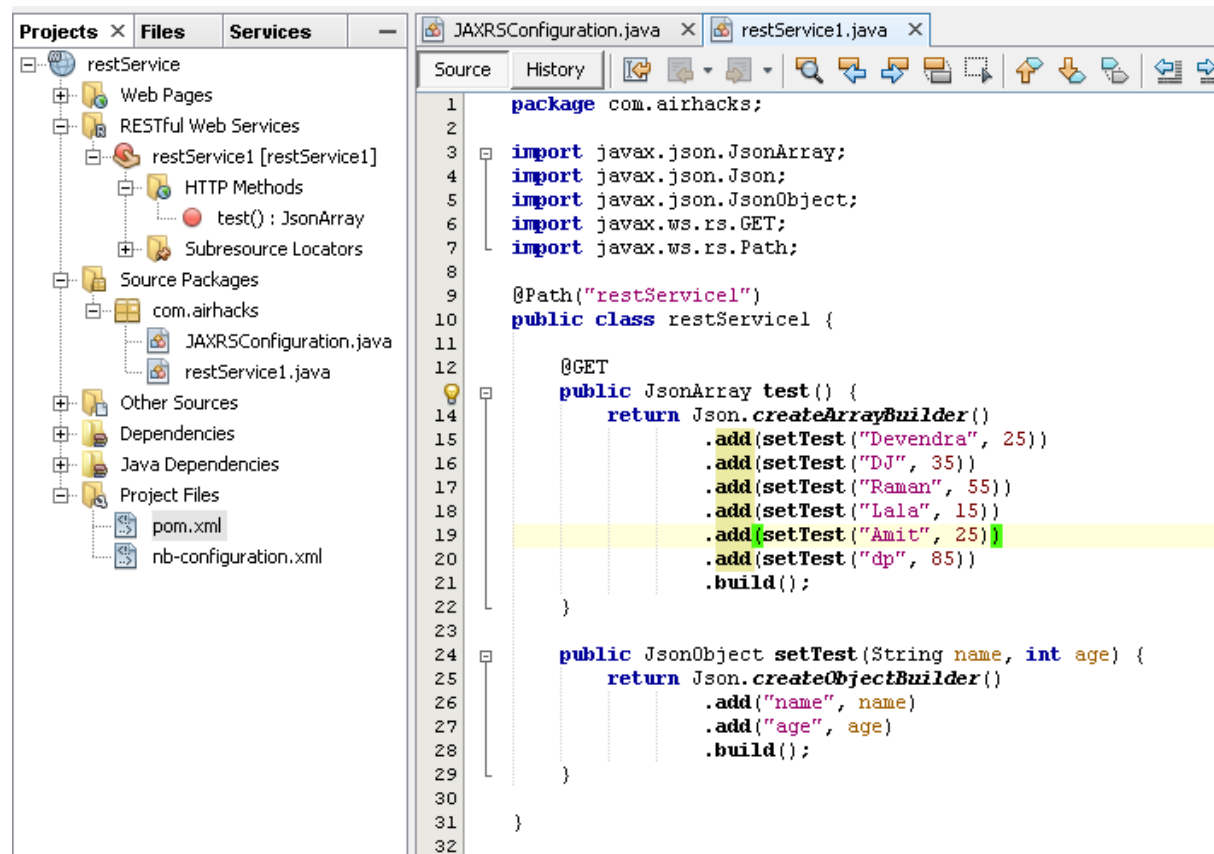 Projects Files Services
restService
Web Pages
RESTful Web Services
restService1 [restService1]
HTTP Methods
test() : JsonArray
Subresource Locators
Source Packages
com.airhacks
JAXRSConfiguration.java
restService1.java
Other Sources
Dependencies
Java Dependencies
Project Files
pom.xml
nb-configuration.xml
JAXRSConfiguration.java restService1.java
Source History
1 package com.airhacks;
2
3 import javax.json.JsonArray;
4 import javax.json.Json;
5 import javax.json.JsonObject;
6 import javax.ws.rs.GET;
7 import javax.ws.rs.Path;
8
9 @Path("restService1")
10 public class restService1 {
11
12 @GET
public JsonArray test() {
14 return Json.createArrayBuilder()
15 .add(setTest("Devendra", 25))
16 .add(setTest("DJ", 35))
17 .add(setTest("Raman", 55))
18 .add(setTest("Lala", 15))
19 .add(setTest("Amit", 25))
20 .add(setTest("dp", 85))
21 .build();
22 }
23
24 public JsonObject setTest(String name, int age) {
25 return Json.createObjectBuilder()
26 .add("name", name)
27 .add("age", age)
28 .build();
29 }
30
31 }
32